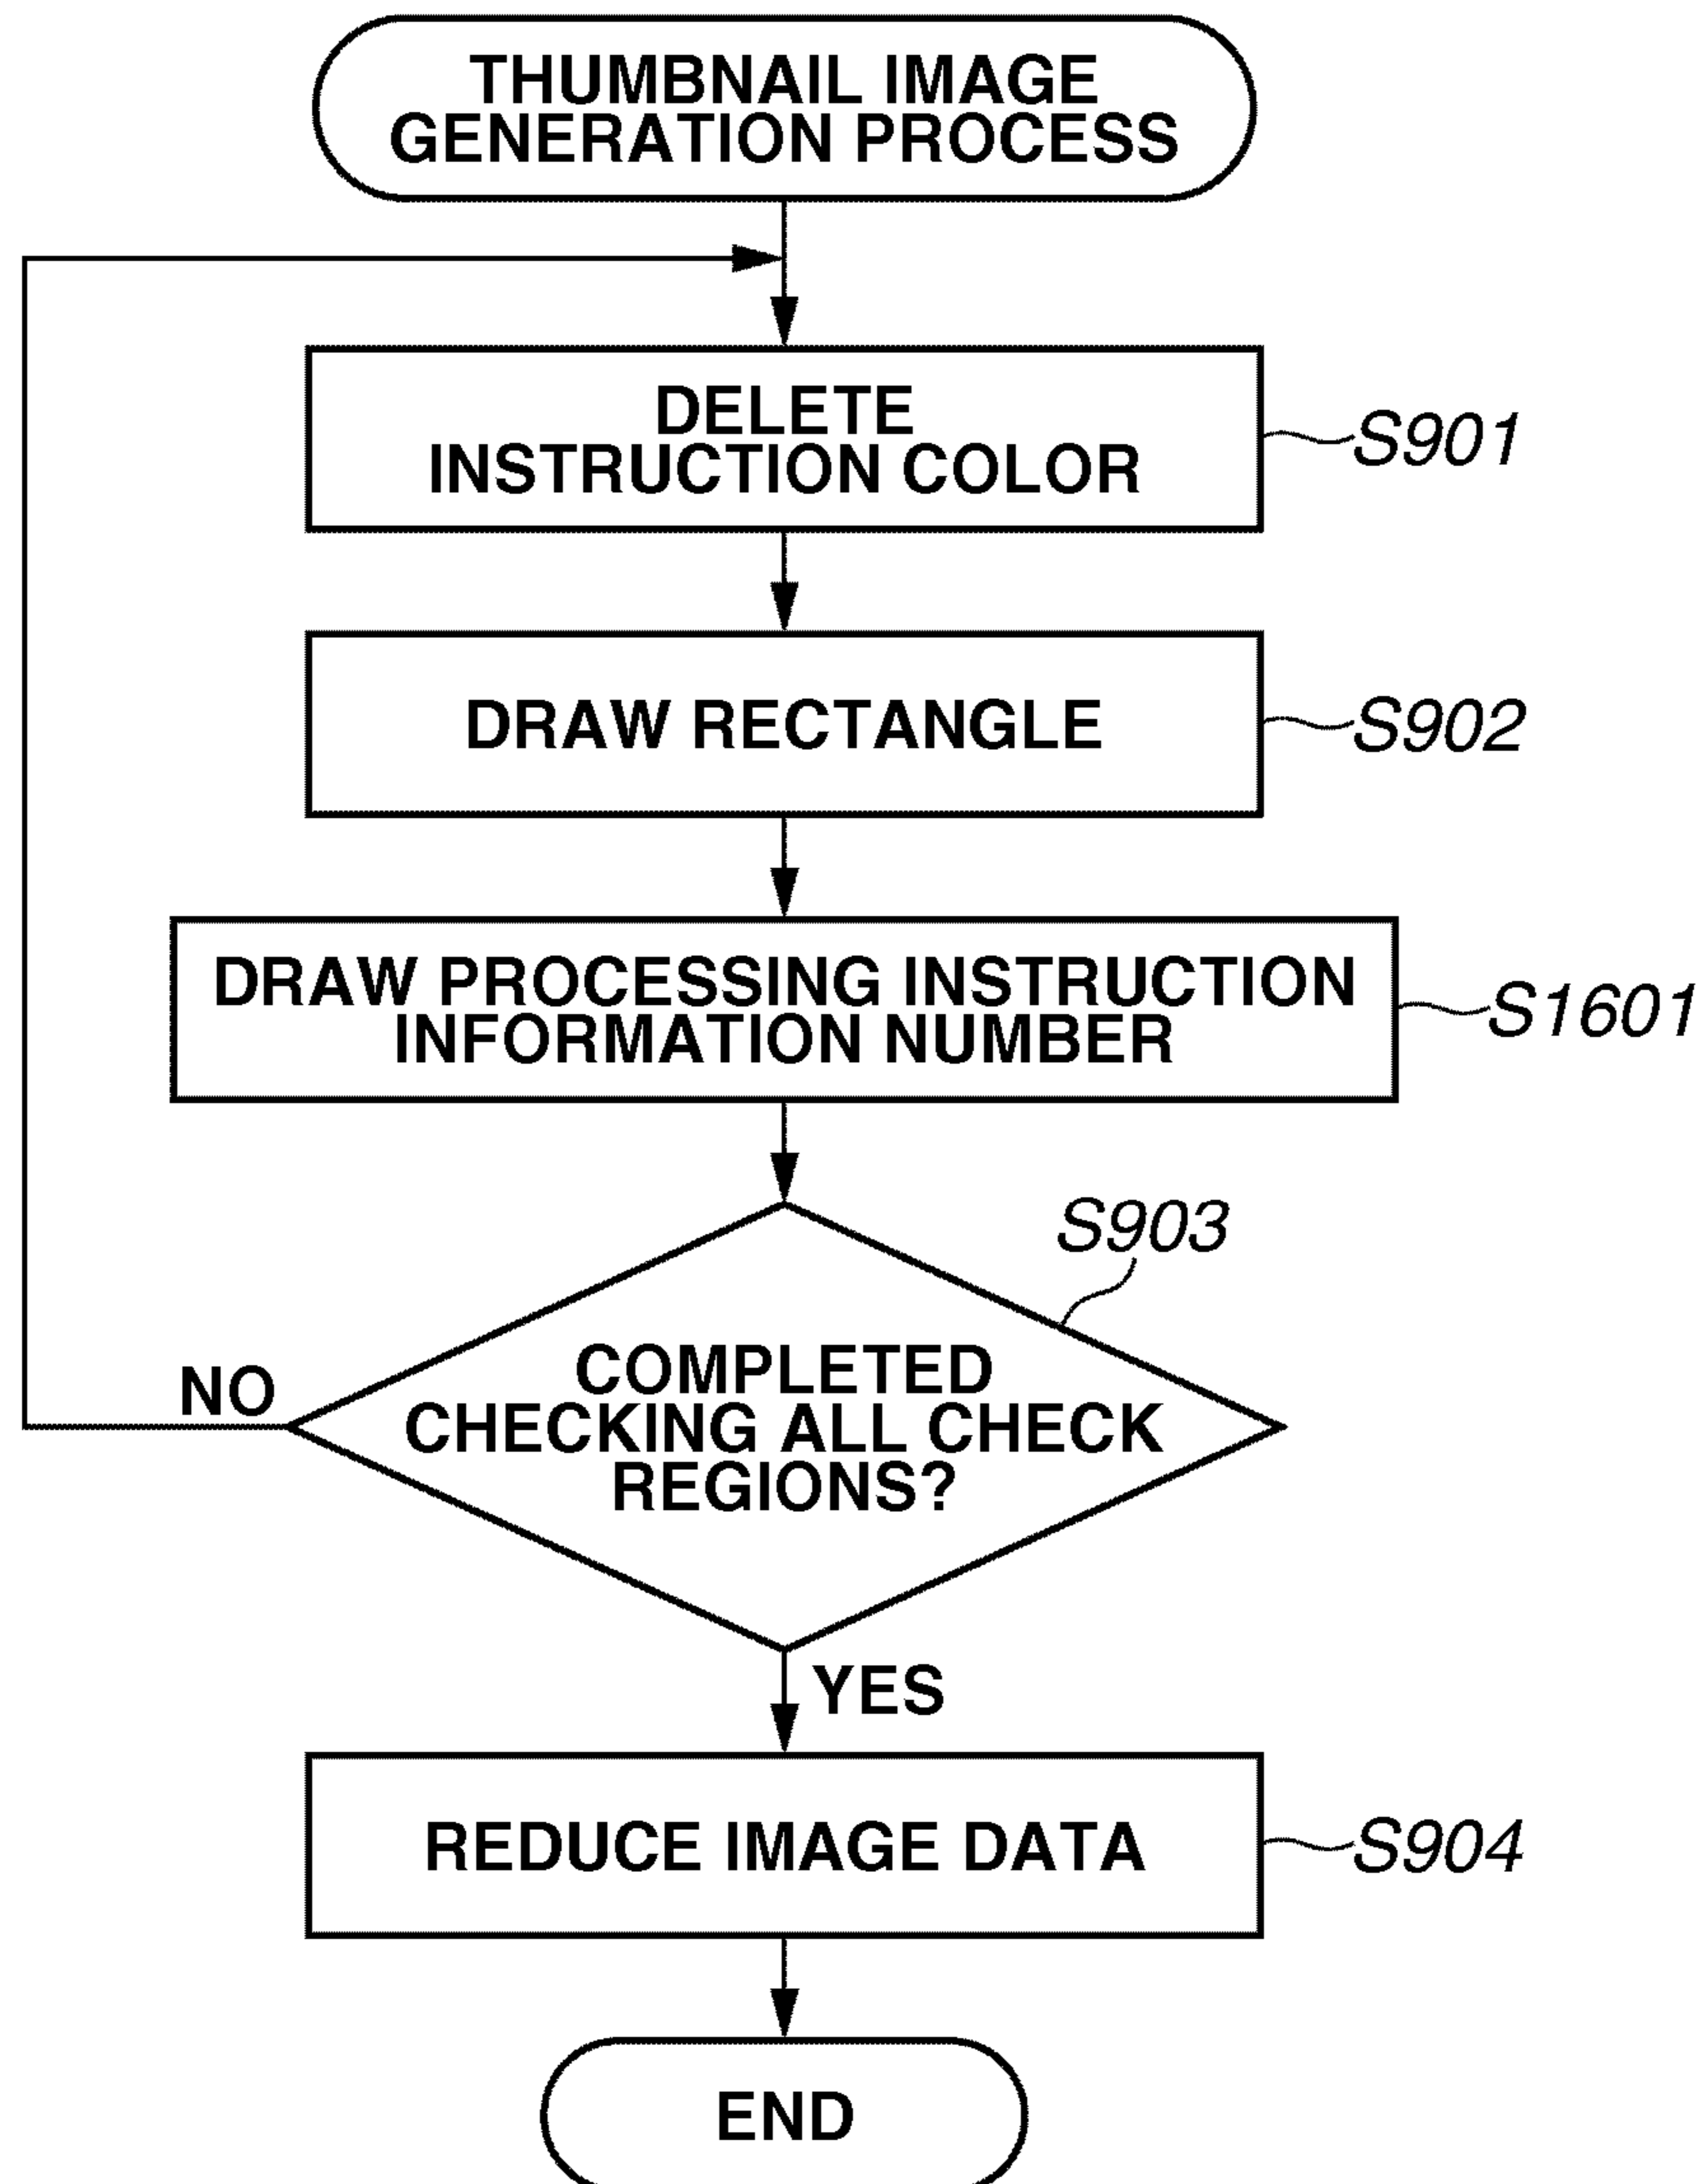 THUMBNAIL IMAGE
GENERATION PROCESS
DELETE
INSTRUCTION COLOR
S901
DRAW RECTANGLE
S902
DRAW PROCESSING INSTRUCTION
INFORMATION NUMBER
S1601
S903
COMPLETED
CHECKING ALL CHECK
REGIONS?
NO
YES
REDUCE IMAGE DATA
S904
END